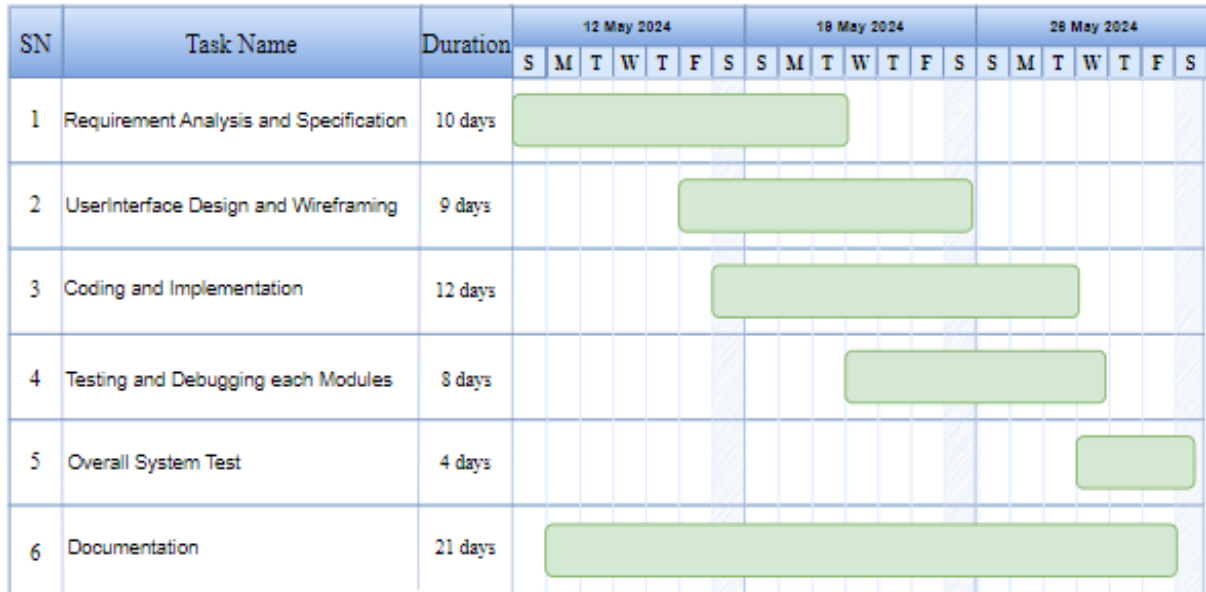 SN Task Name Duration 12 May 2024 19 May 2024 26 May 2024
S M T W T F S S M T W T F S S M T W T F S
1 Requirement Analysis and Specification 10 days
2 UserInterface Design and Wireframing 9 days
3 Coding and Implementation 12 days
4 Testing and Debugging each Modules 8 days
5 Overall System Test 4 days
6 Documentation 21 days